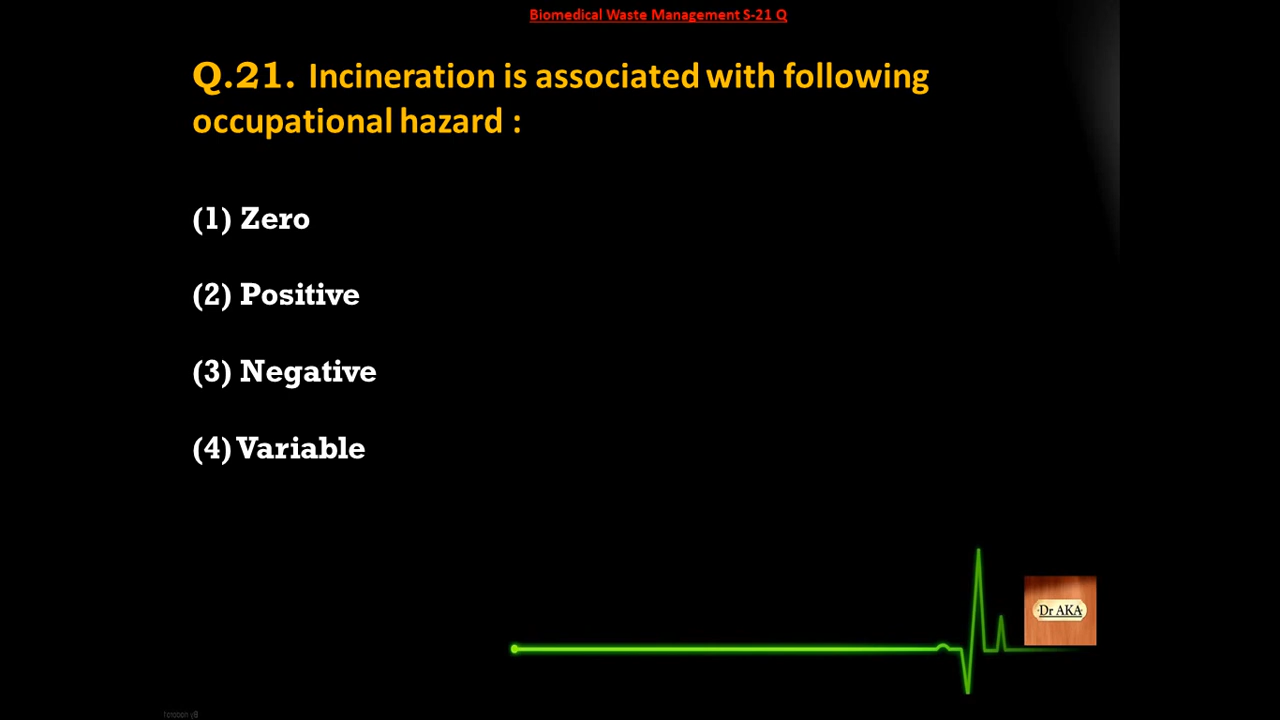 Biomedical Waste Management S-21 Q
Q.21. Incineration is associated with following
occupational hazard :
(1) Zero
(2) Positive
(3) Negative
(4) Variable
Dr AKA